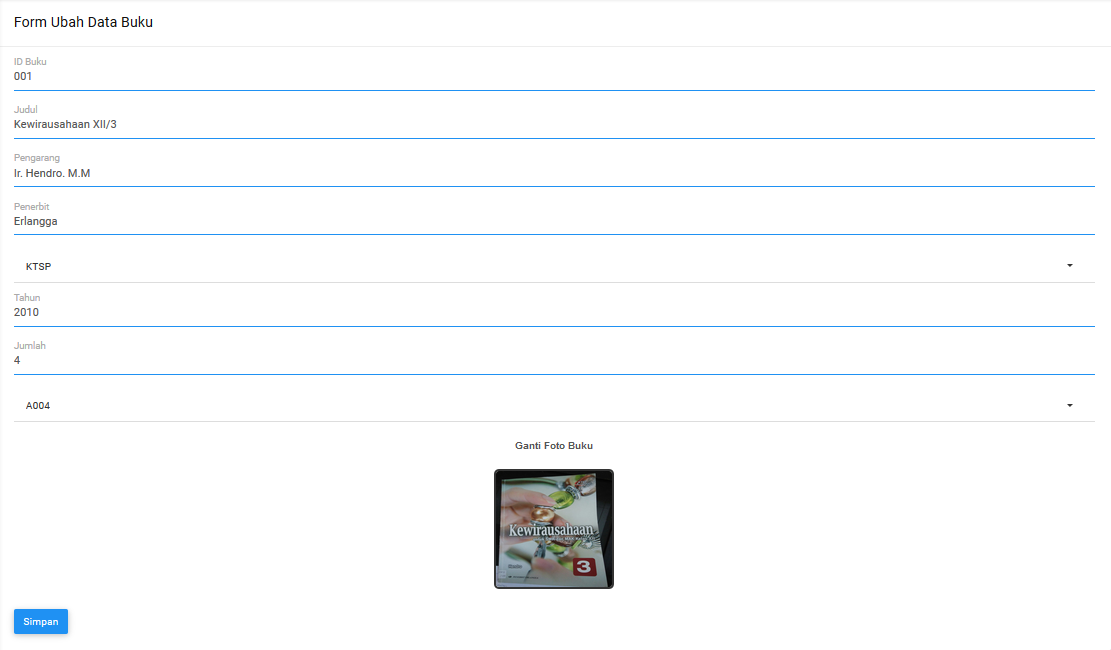 Form Ubah Data Buku
ID Buku
001
Judul
Kewirausahaan XII/3
Pengarang
Ir. Hendro. M.M
Penerbit
Erlangga
KTSP
Tahun
2010
Jumlah
4
A004
Ganti Foto Buku
Kewirausahaan
3
Simpan